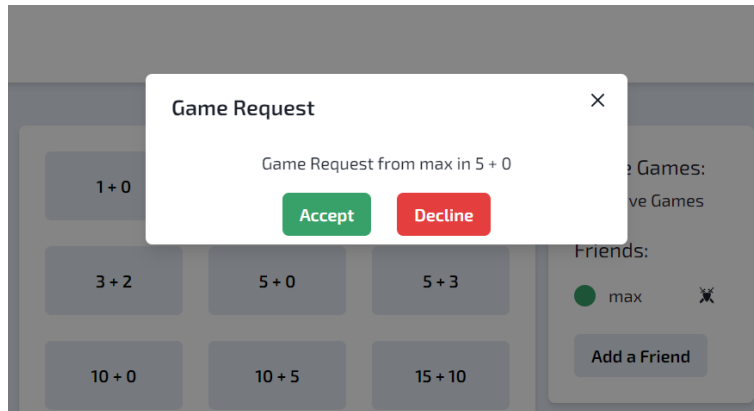 Game Request
Game Request from max in 5 + 0
Accept Decline
1 + 0
3 + 2 5 + 0 5 + 3
10 + 0 10 + 5 15 + 10
Games:
Games
Friends:
max
Add a Friend